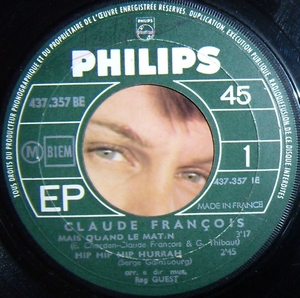 TOUS DROITS DU PRODUCTEUR PHONOGRAPHIQUE ET DU PROPRIETAIRE DE L'ŒUVRE ENREGISTRÉE RÉSERVÉS. DUPLICATION, EXÉCUTION PUBLIQUE, RADIODIFFUSION DE CE DISQUE INTERDITES
PHILIPS
PHILIPS
437.357 BE
45
M BIEM
1
437-357 1E
EP
MADE IN FRANCE
CLAUDE FRANÇOIS
MAIS QUAND LE MATIN 3'17
(E. Charden-Claude François & G. Thibaut)
HIP HIP HIP HURRAH 2'45
(Serge Gainsbourg)
arr. e dir mus.
Reg GUEST